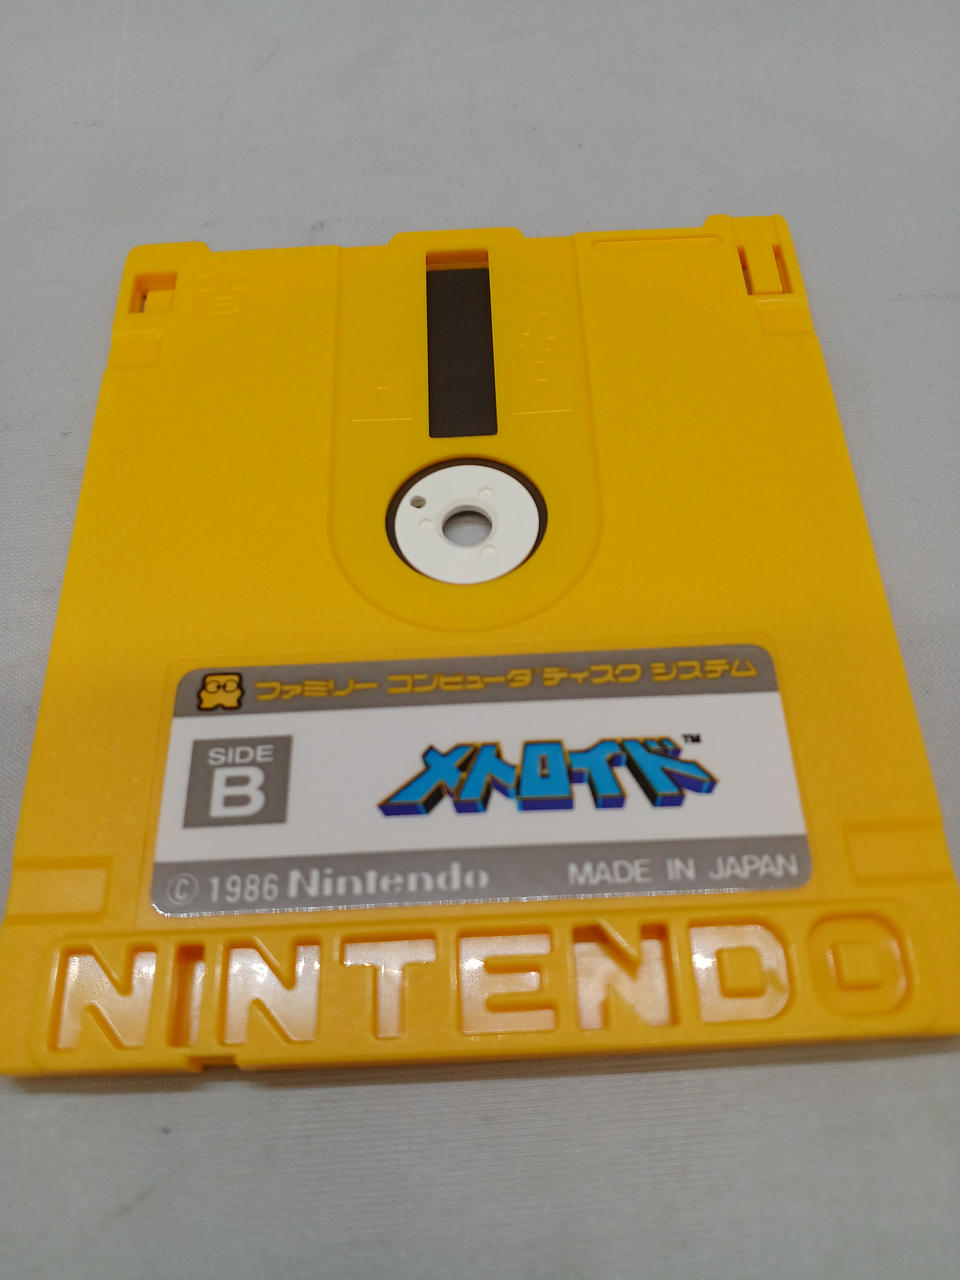 ファミリー コンピュータ ディスク システム
SIDE
B
メトロイド™
© 1986 Nintendo MADE IN JAPAN
NINTENDO